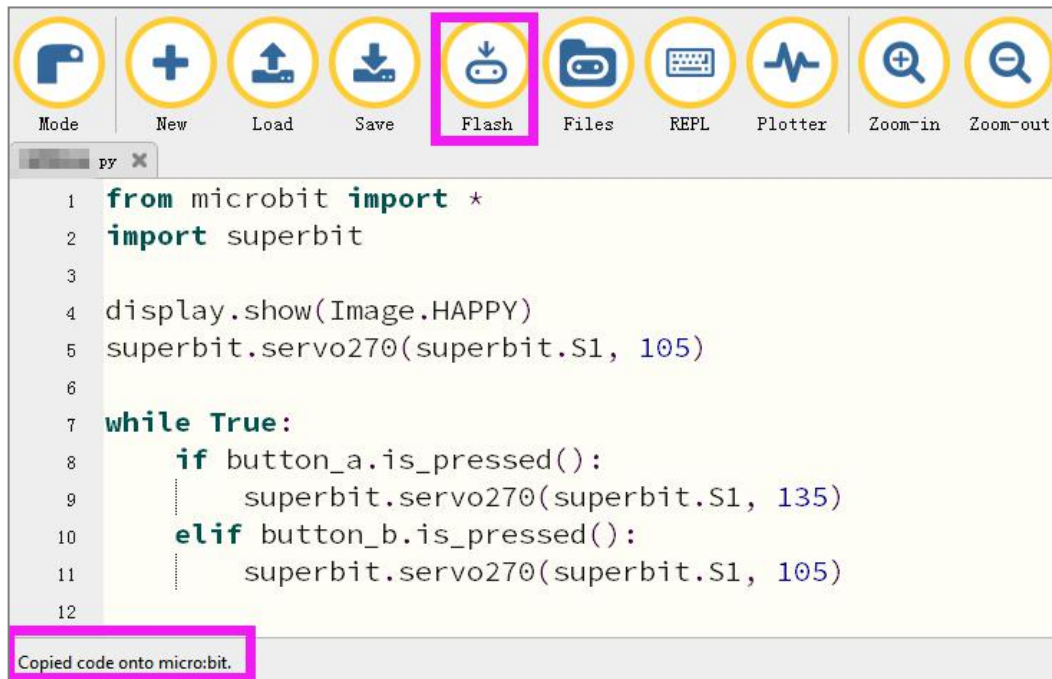 Mode New Load Save Flash Files REPL Plotter Zoom-in Zoom-out
py
1 from microbit import *
2 import superbit
3
4 display.show(Image.HAPPY)
5 superbit.servo270(superbit.S1, 105)
6
7 while True:
8 if button_a.is_pressed():
9 superbit.servo270(superbit.S1, 135)
10 elif button_b.is_pressed():
11 superbit.servo270(superbit.S1, 105)
12
Copied code onto micro:bit.